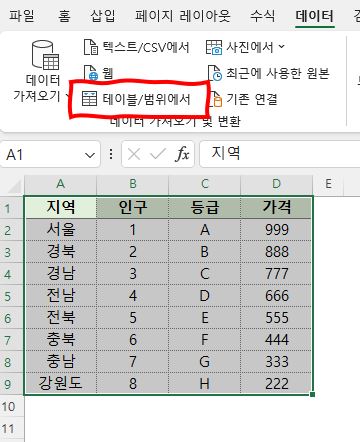 파일 홈 삽입 페이지 레이아웃 수식 데이터
데이터 가져오기
텍스트/CSV에서 사진에서
웹 최근에 사용한 원본
테이블/범위에서 기존 연결
데이터 가져오기 및 변환
A1 fx 지역
A B C D E
1 지역 인구 등급 가격
2 서울 1 A 999
3 경북 2 B 888
4 경남 3 C 777
5 전남 4 D 666
6 전북 5 E 555
7 충북 6 F 444
8 충남 7 G 333
9 강원도 8 H 222
10
11